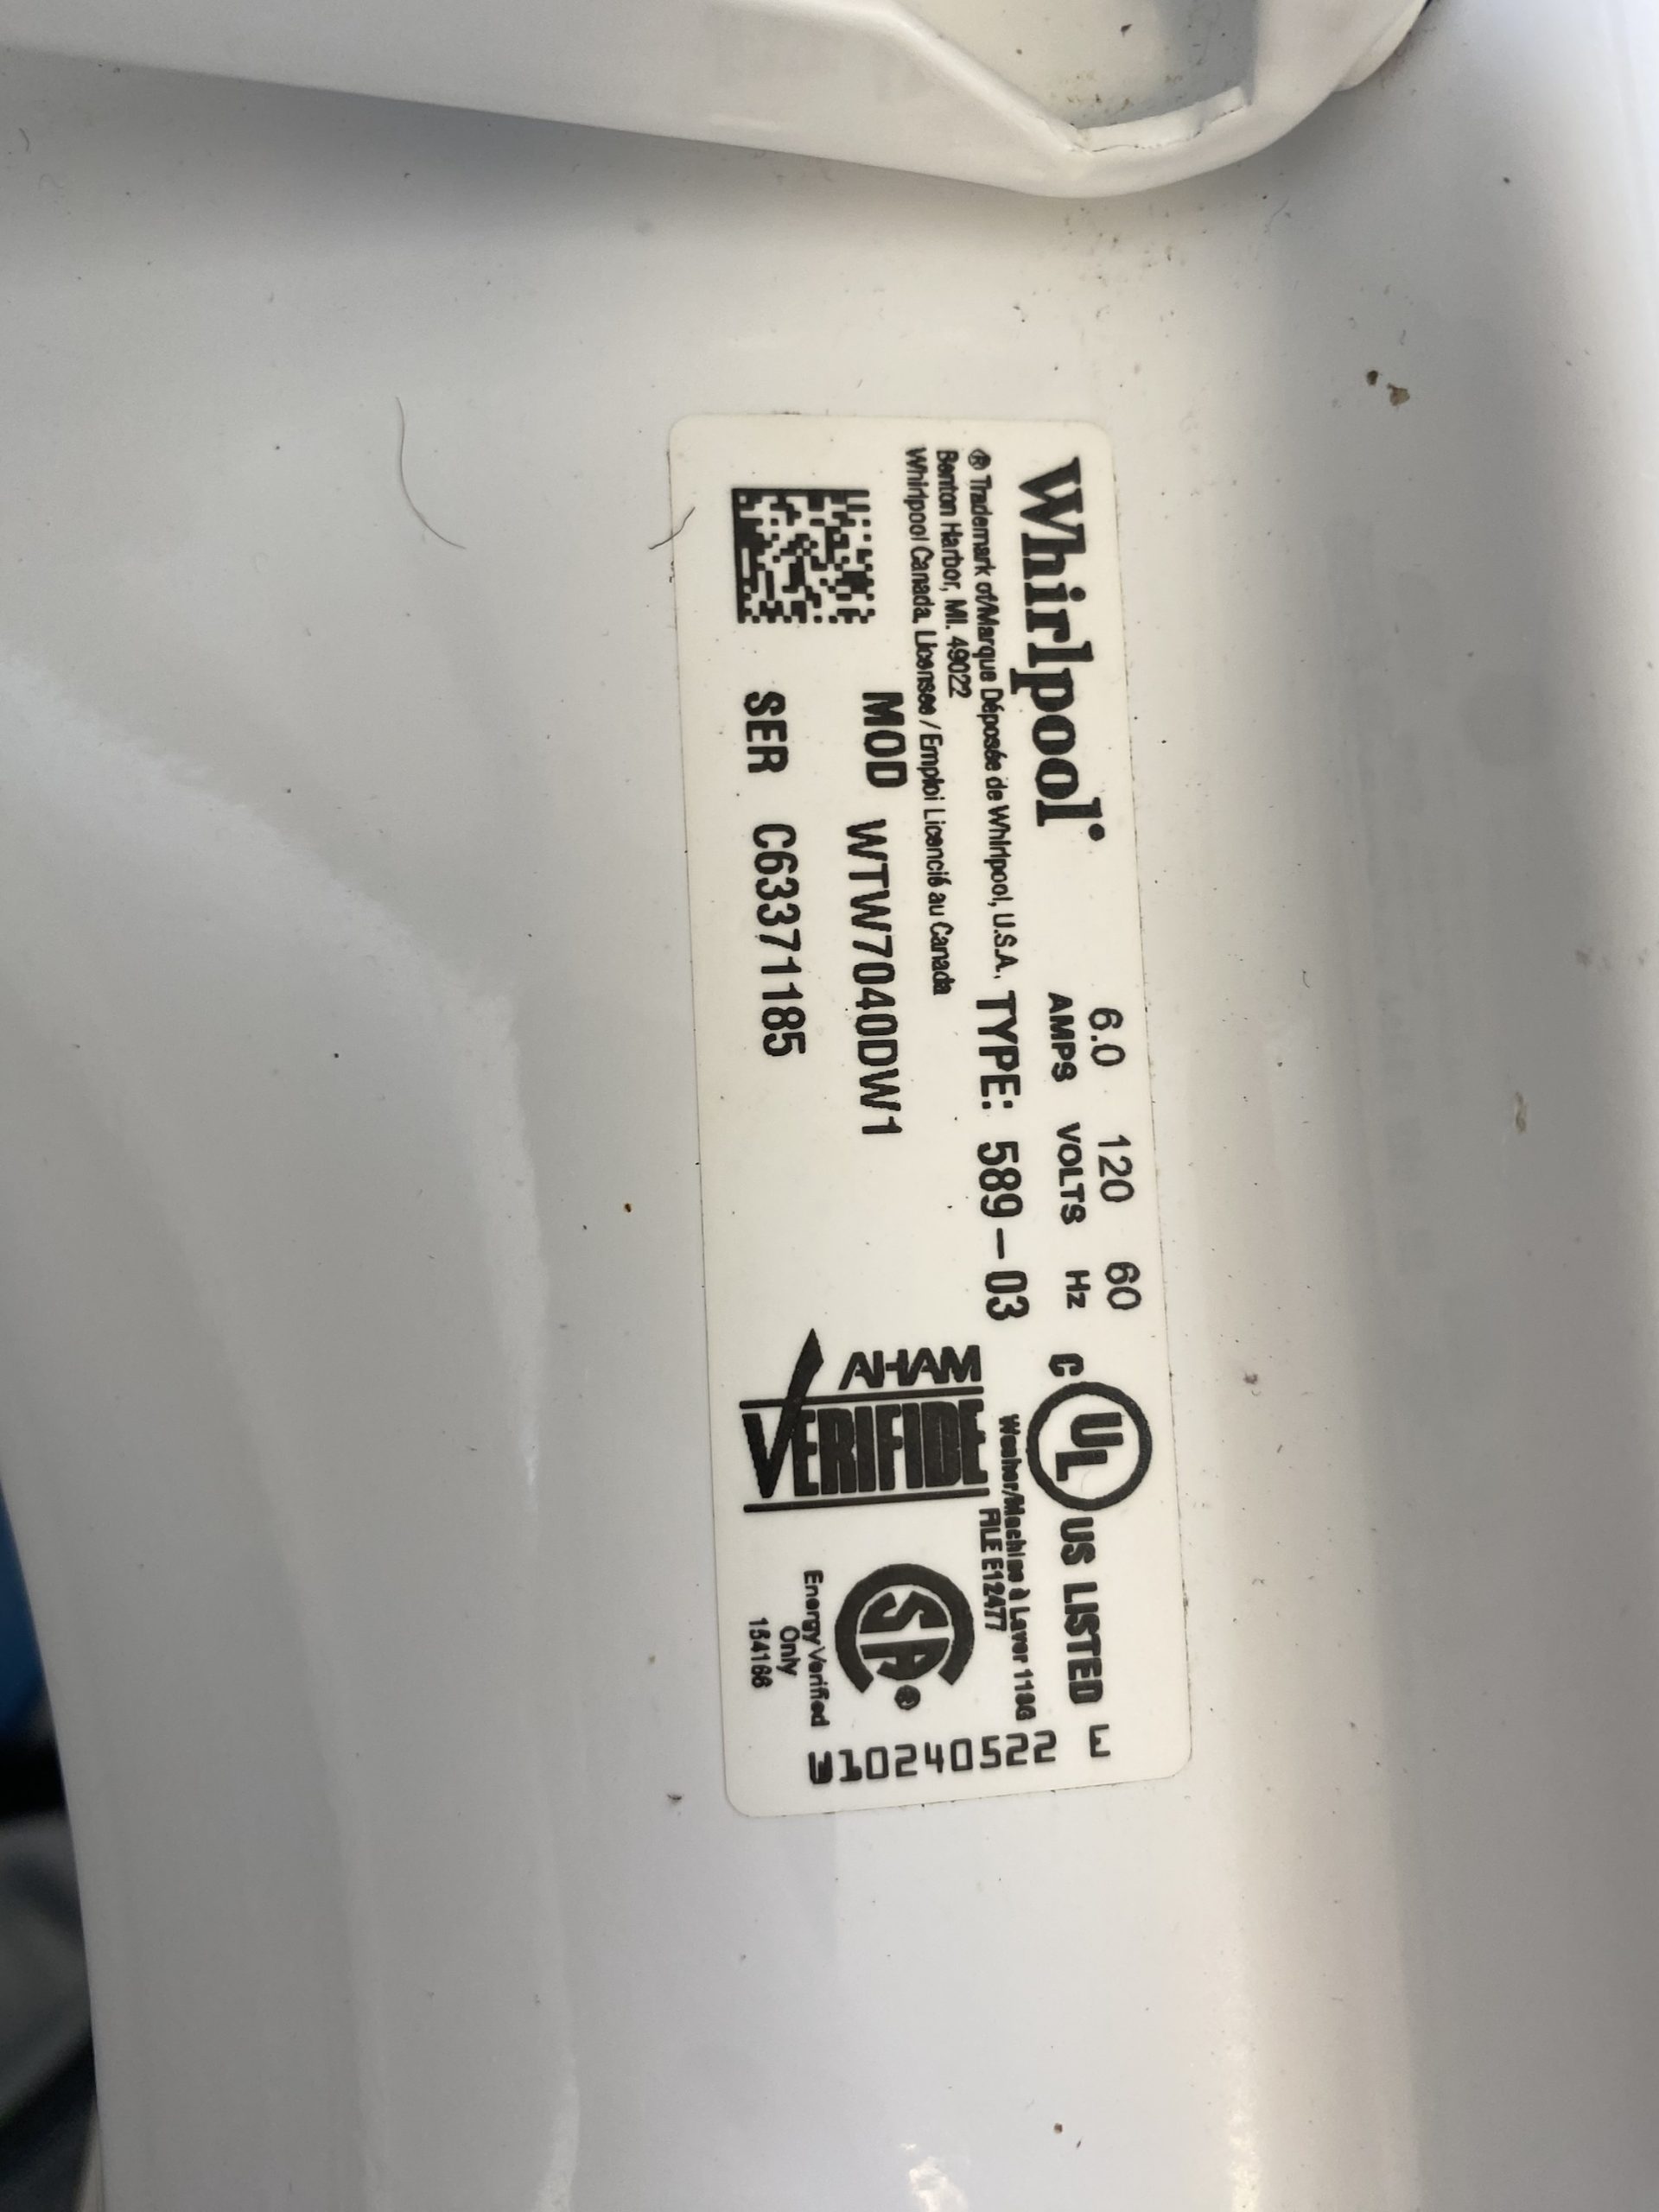 Whirlpool®
6.0 120 60
AMPS VOLTS Hz
® Trademark of/Marque Déposée de Whirlpool, U.S.A.,
Benton Harbor, MI. 49022
Whirlpool Canada, Licensee / Emploi Licencié au Canada
TYPE: 589-03
MOD WTW7040DW1
SER C63371185
C UL US LISTED E
Washer/Machine à Laver 118G
FILE E12477
AHAM
VERIFIDE
SA®
Energy Verified
Only
154166
W10240522